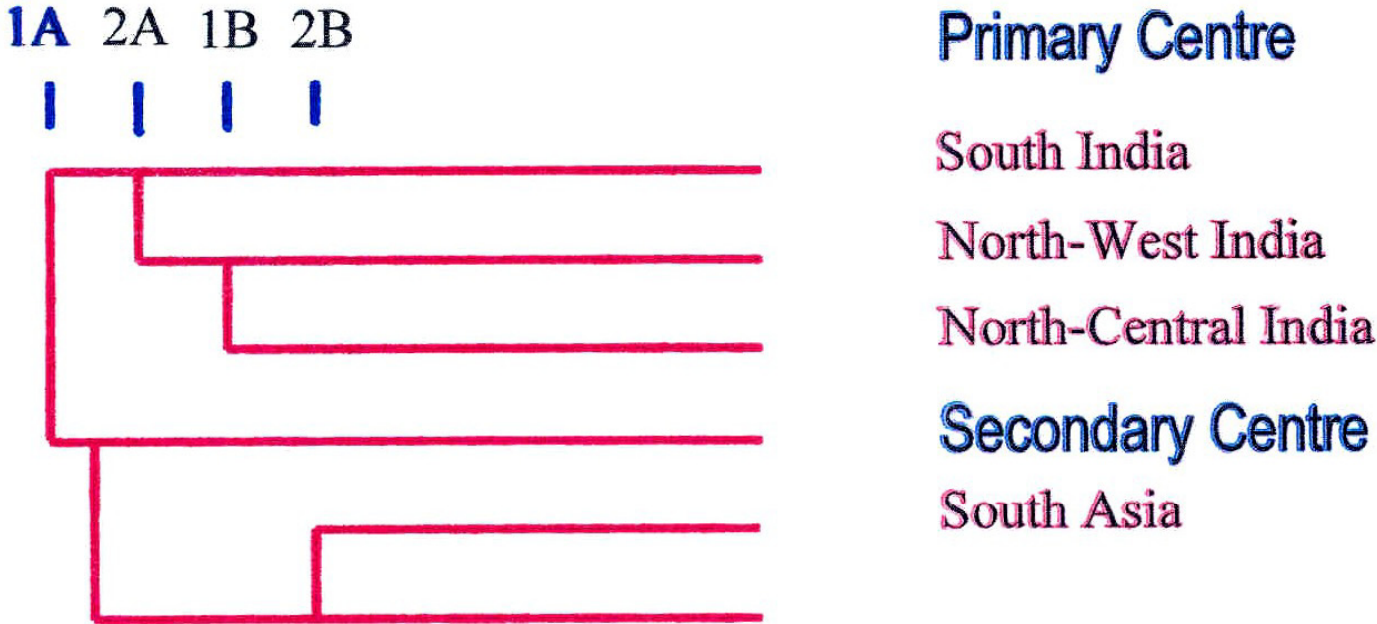 1A 2A 1B 2B
Primary Centre
South India
North-West India
North-Central India
Secondary Centre
South Asia